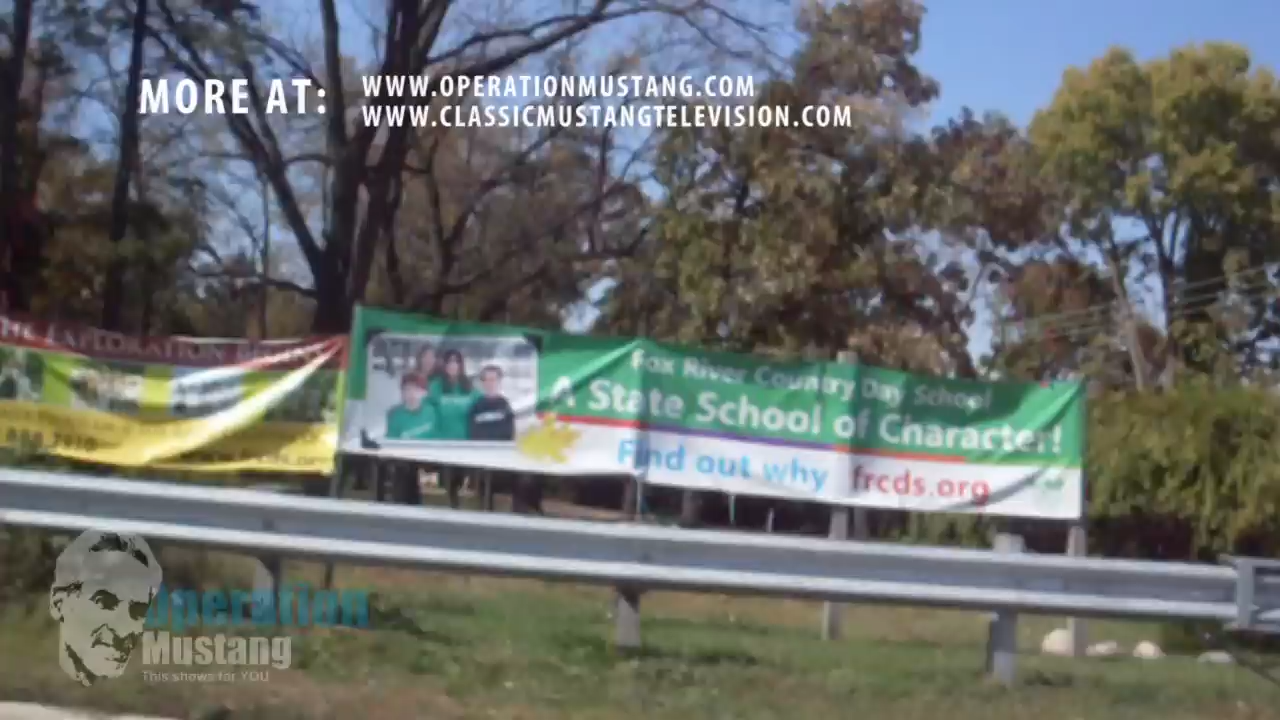 MORE AT:
WWW.OPERATIONMUSTANG.COM
WWW.CLASSICMUSTANGTELEVISION.COM
Exploration
Fox River Country Day School
A State School of Character!
Find out why frcds.org
Operation
Mustang
This shows for YOU